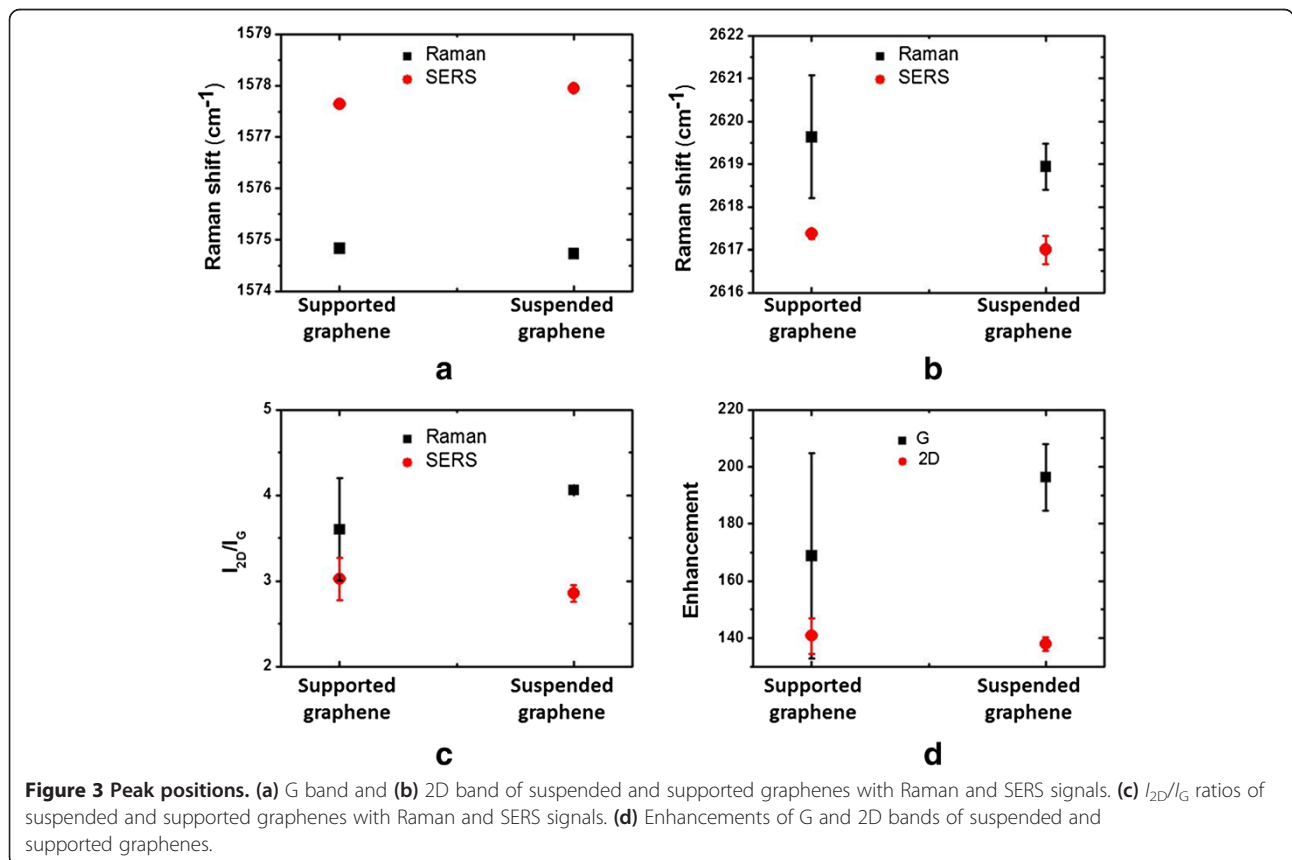 1579
1578
1577
1576
1575
1574
Raman shift (cm⁻¹)
Raman
SERS
Supported graphene
Suspended graphene
a
2622
2621
2620
2619
2618
2617
2616
Raman shift (cm⁻¹)
Raman
SERS
Supported graphene
Suspended graphene
b
5
4
3
2
I2D/IG
Raman
SERS
Supported graphene
Suspended graphene
c
220
200
180
160
140
Enhancement
G
2D
Supported graphene
Suspended graphene
d
Figure 3 Peak positions. (a) G band and (b) 2D band of suspended and supported graphenes with Raman and SERS signals. (c) I2D/IG ratios of
suspended and supported graphenes with Raman and SERS signals. (d) Enhancements of G and 2D bands of suspended and
supported graphenes.